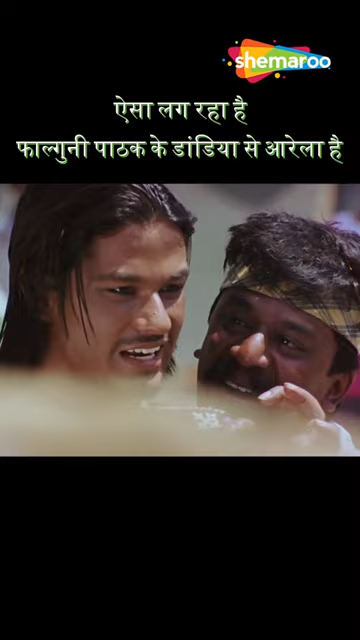 shemaroo
ऐसा लग रहा है
फाल्गुनी पाठक के डांडिया से आरेला है